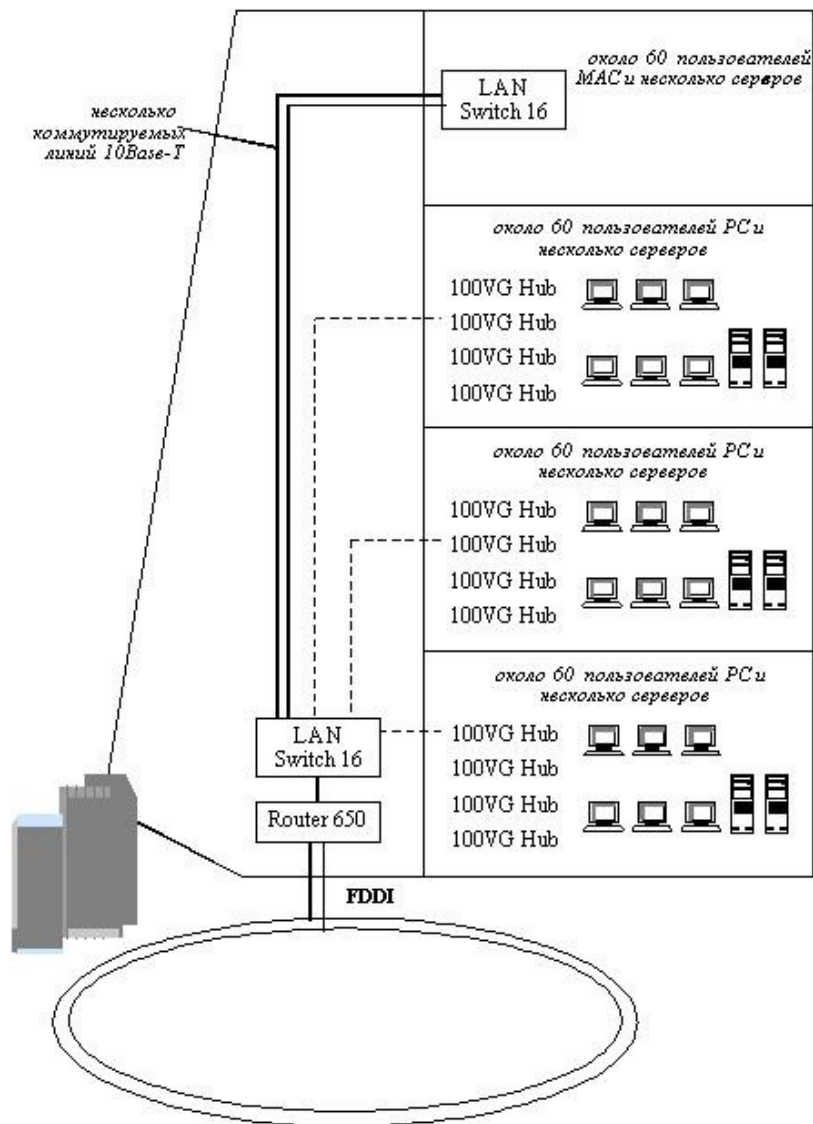 около 60 пользователей
MAC и несколько серверов
LAN
Switch 16
несколько
коммутируемых
линий 10Base-T
около 60 пользователей PC и
несколько серверов
100VG Hub
100VG Hub
100VG Hub
100VG Hub
около 60 пользователей PC и
несколько серверов
100VG Hub
100VG Hub
100VG Hub
100VG Hub
около 60 пользователей PC и
несколько серверов
100VG Hub
100VG Hub
100VG Hub
100VG Hub
LAN
Switch 16
Router 650
FDDI